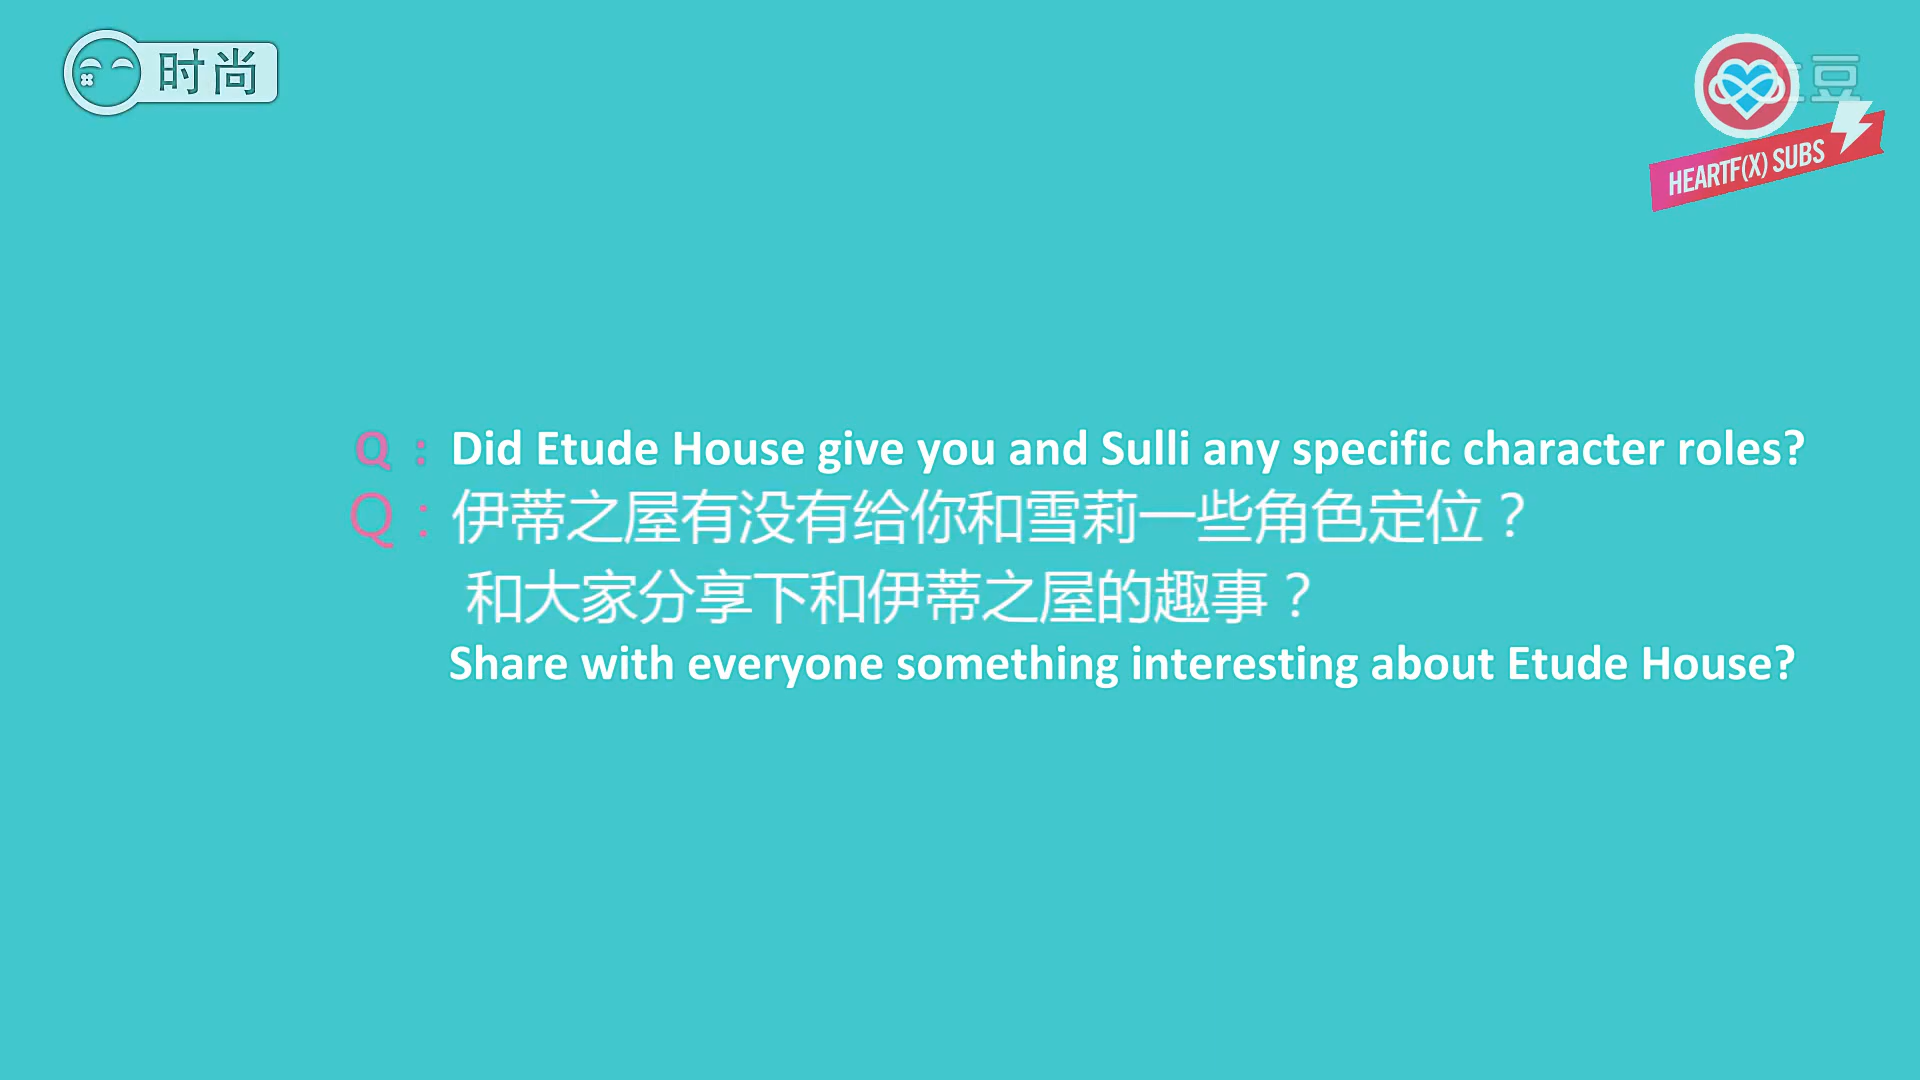 时尚
豆
HEARTF(X) SUBS
Q : Did Etude House give you and Sulli any specific character roles?
Q：伊蒂之屋有没有给你和雪莉一些角色定位？
和大家分享下和伊蒂之屋的趣事？
Share with everyone something interesting about Etude House?